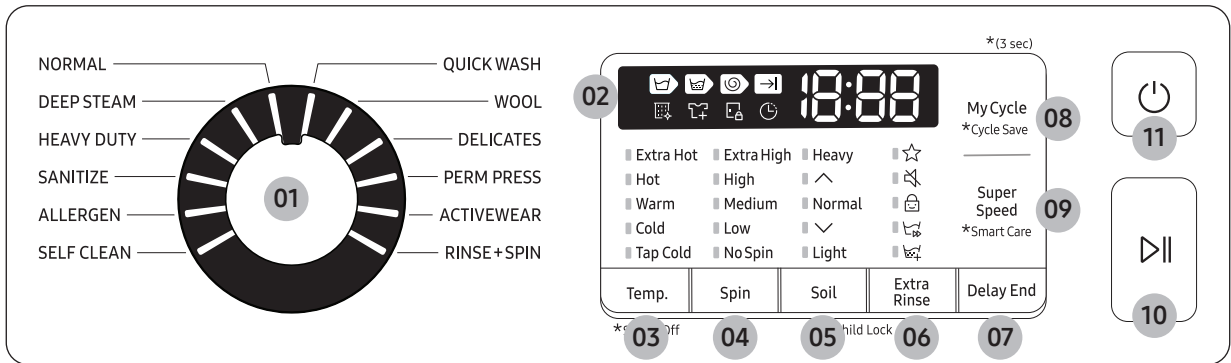 *(3 sec)
NORMAL
DEEP STEAM
HEAVY DUTY
SANITIZE
ALLERGEN
SELF CLEAN
QUICK WASH
WOOL
DELICATES
PERM PRESS
ACTIVEWEAR
RINSE+SPIN
01
02
18:88
Extra Hot
Hot
Warm
Cold
Tap Cold
Extra High
High
Medium
Low
No Spin
Heavy
Normal
Light
My Cycle
*Cycle Save
08
Super
Speed
*Smart Care
09
Temp.
Spin
Soil
Extra
Rinse
Delay End
03
04
05
06
07
Lock
10
11